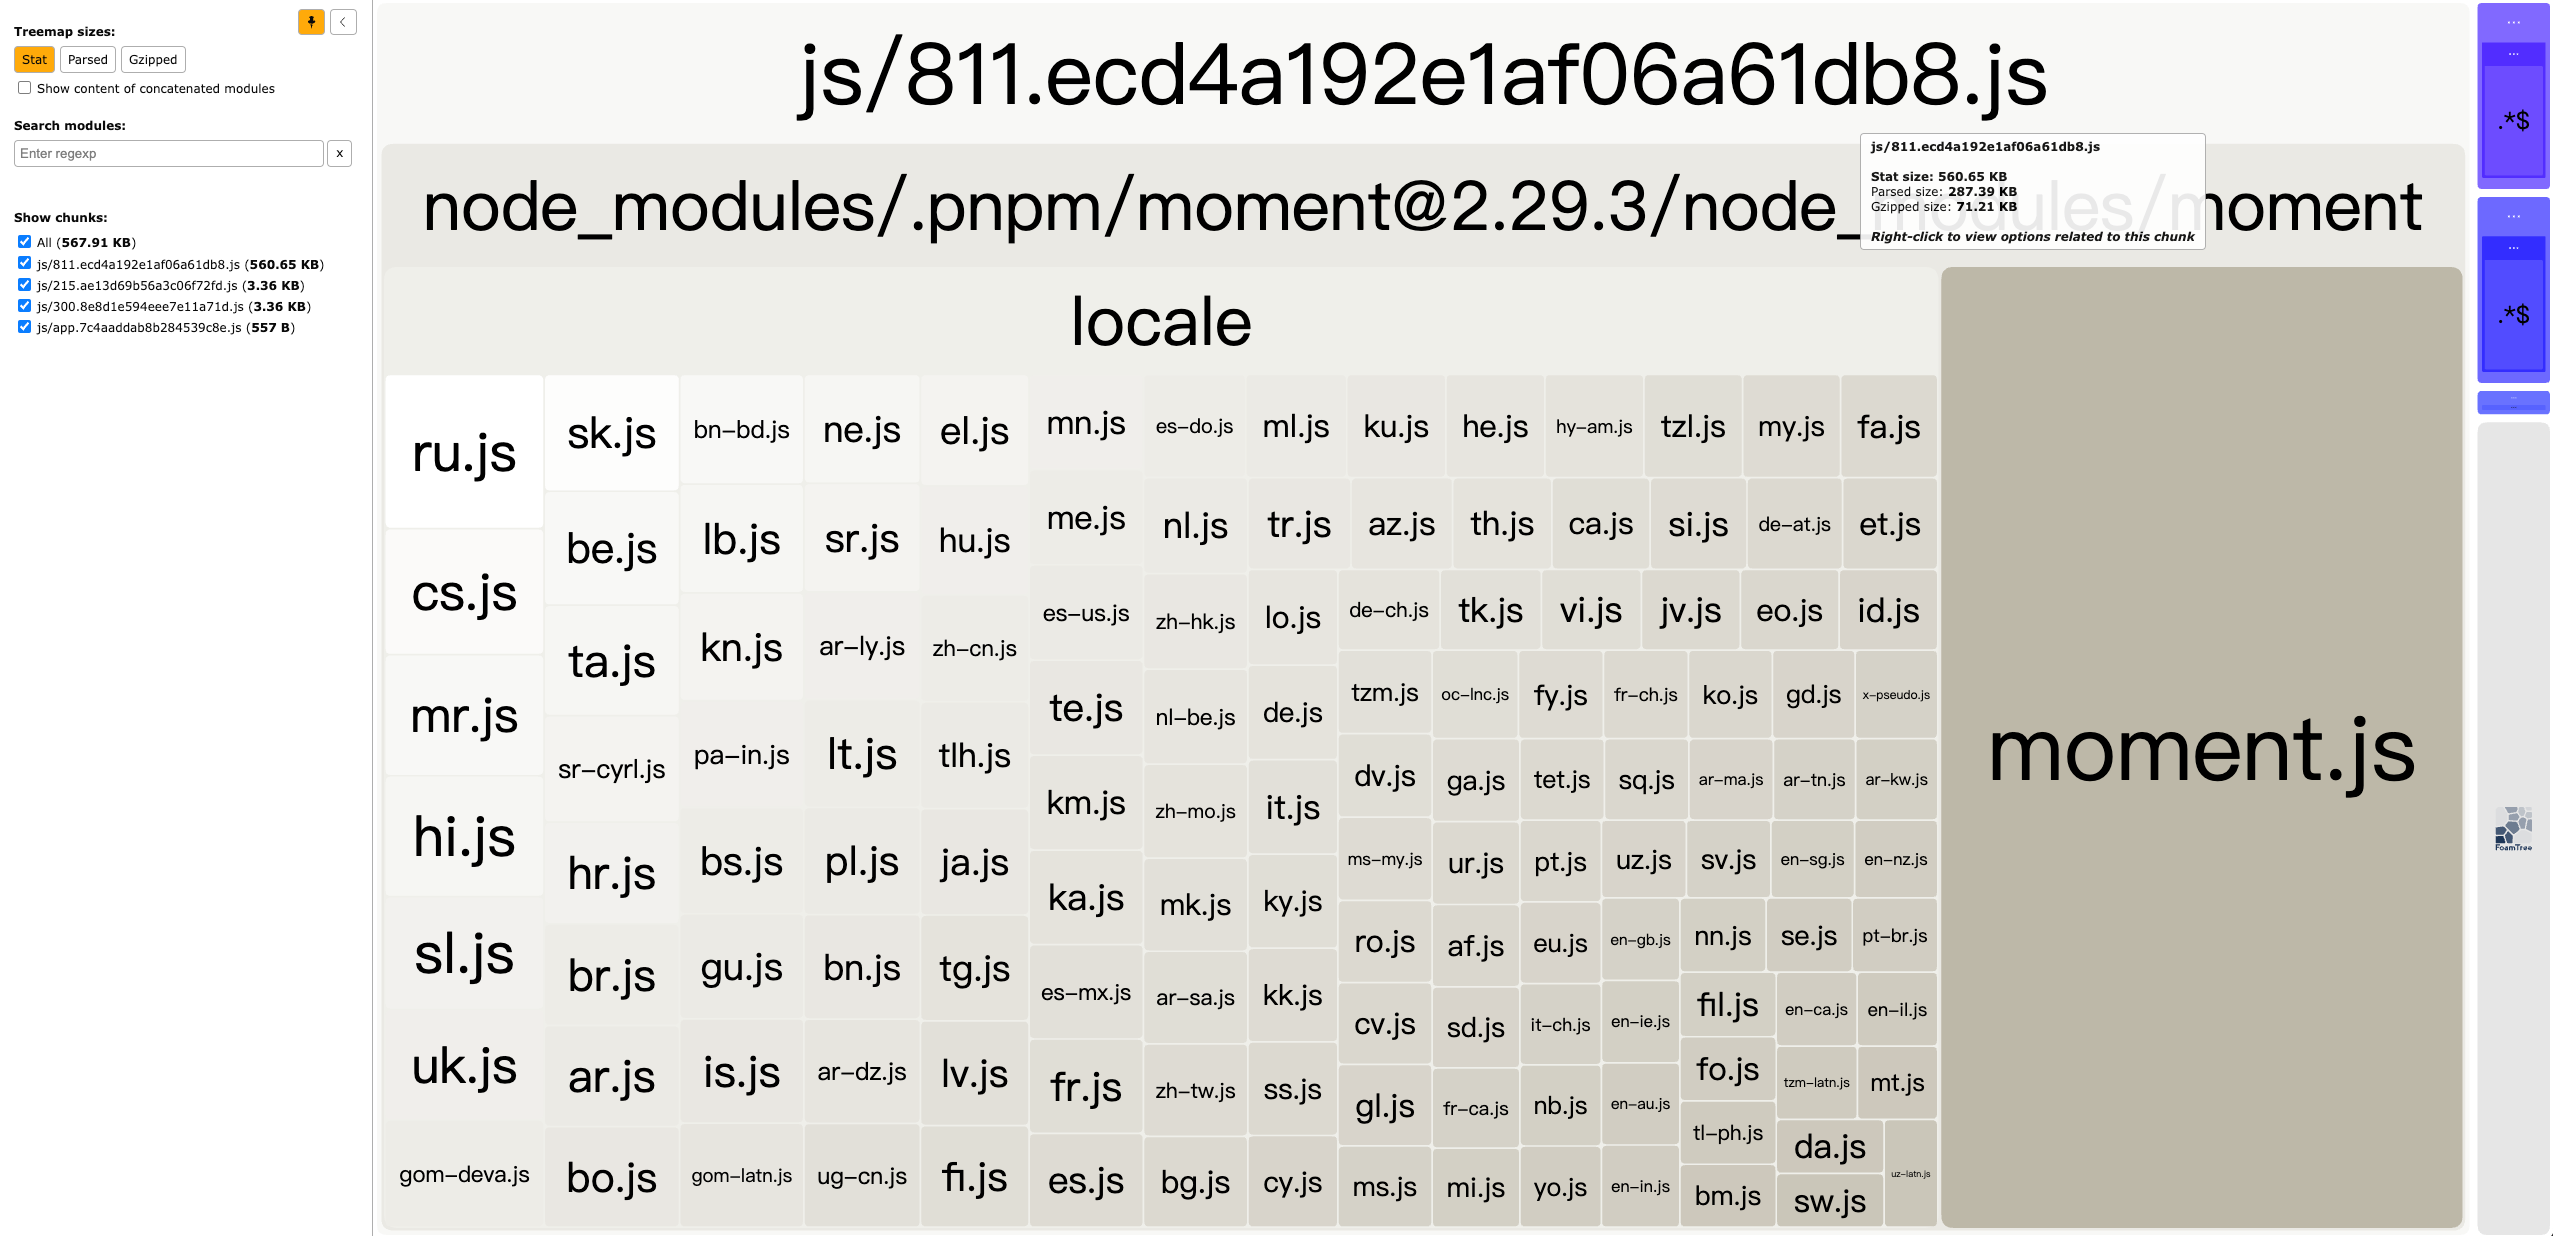 Treemap sizes:
Stat Parsed Gzipped
Show content of concatenated modules
Search modules:
Enter regexp x
Show chunks:
All (567.91 KB)
js/811.ecd4a192e1af06a61db8.js (560.65 KB)
js/215.ae13d69b56a3c06f72fd.js (3.36 KB)
js/300.8e8d1e594eee7e11a71d.js (3.36 KB)
js/app.7c4aaddab8b284539c8e.js (557 B)
js/811.ecd4a192e1af06a61db8.js
node_modules/.pnpm/moment@2.29.3/node_modules/moment
js/811.ecd4a192e1af06a61db8.js
Stat size: 560.65 KB
Parsed size: 287.39 KB
Gzipped size: 71.21 KB
Right-click to view options related to this chunk
locale
ru.js
cs.js
mr.js
hi.js
sl.js
uk.js
gom-deva.js
sk.js
be.js
ta.js
sr-cyrl.js
hr.js
br.js
ar.js
bo.js
bn-bd.js
lb.js
kn.js
pa-in.js
bs.js
gu.js
is.js
gom-latn.js
ne.js
sr.js
ar-ly.js
lt.js
pl.js
bn.js
ar-dz.js
ug-cn.js
el.js
hu.js
zh-cn.js
tlh.js
ja.js
tg.js
lv.js
fi.js
mn.js
me.js
es-us.js
te.js
km.js
ka.js
es-mx.js
fr.js
es.js
es-do.js
nl.js
zh-hk.js
nl-be.js
zh-mo.js
mk.js
ar-sa.js
zh-tw.js
bg.js
ml.js
tr.js
lo.js
de.js
it.js
ky.js
kk.js
ss.js
cy.js
ku.js he.js hy-am.js tzl.js my.js fa.js
az.js th.js ca.js si.js de-at.js et.js
de-ch.js tk.js vi.js jv.js eo.js id.js
tzm.js
dv.js
ms-my.js
ro.js
cv.js
gl.js
ms.js
oc-lnc.js
ga.js
ur.js
af.js
sd.js
fr-ca.js
mi.js
fy.js
tet.js
pt.js
eu.js
it-ch.js
nb.js
yo.js
fr-ch.js
sq.js
uz.js
en-gb.js
en-ie.js
en-au.js
en-in.js
ko.js gd.js x-pseudo.js
ar-ma.js ar-tn.js ar-kw.js
sv.js en-sg.js en-nz.js
nn.js se.js pt-br.js
fil.js
fo.js
tl-ph.js
bm.js
en-ca.js en-il.js
tzm-latn.js mt.js
da.js
sw.js
uz-latn.js
moment.js
...
...
.*$
...
...
.*$
FoamTree